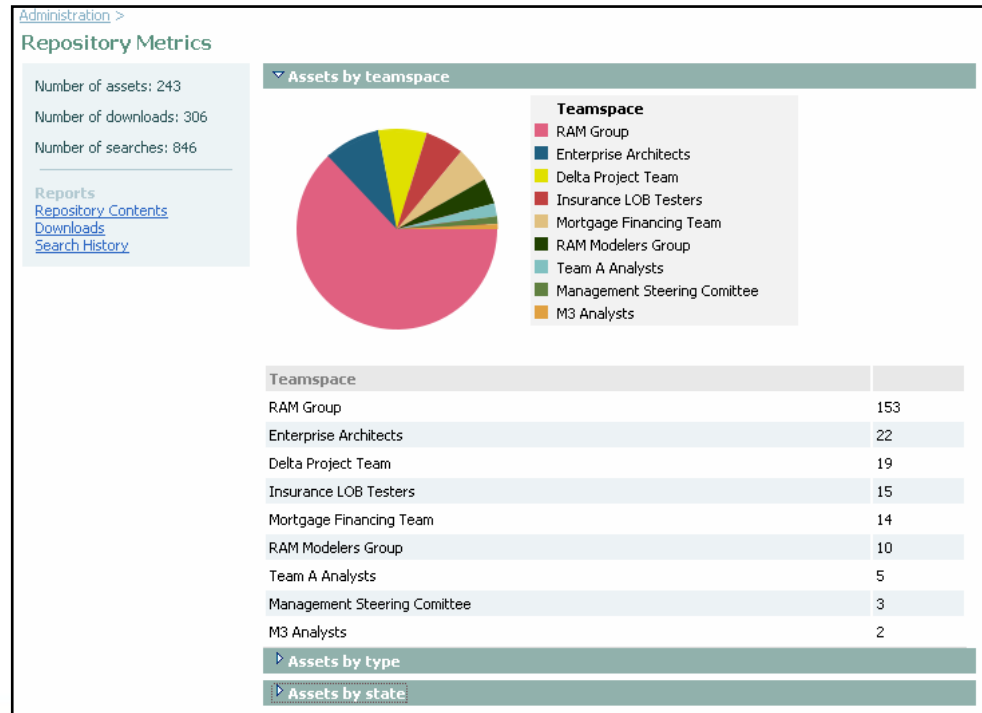 Administration >
Repository Metrics
Number of assets: 243
Number of downloads: 306
Number of searches: 846
Reports
Repository Contents
Downloads
Search History
Assets by teamspace
Teamspace
RAM Group
Enterprise Architects
Delta Project Team
Insurance LOB Testers
Mortgage Financing Team
RAM Modelers Group
Team A Analysts
Management Steering Comittee
M3 Analysts
Teamspace
RAM Group 153
Enterprise Architects 22
Delta Project Team 19
Insurance LOB Testers 15
Mortgage Financing Team 14
RAM Modelers Group 10
Team A Analysts 5
Management Steering Comittee 3
M3 Analysts 2
Assets by type
Assets by state